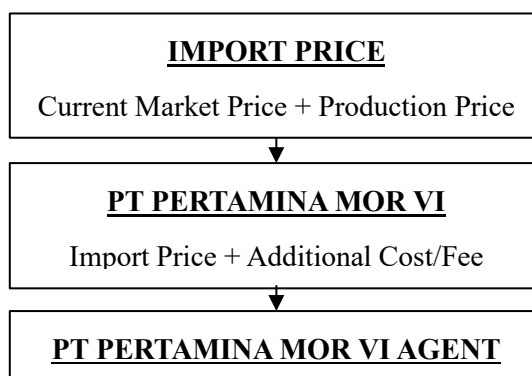 IMPORT PRICE
Current Market Price + Production Price
PT PERTAMINA MOR VI
Import Price + Additional Cost/Fee
PT PERTAMINA MOR VI AGENT